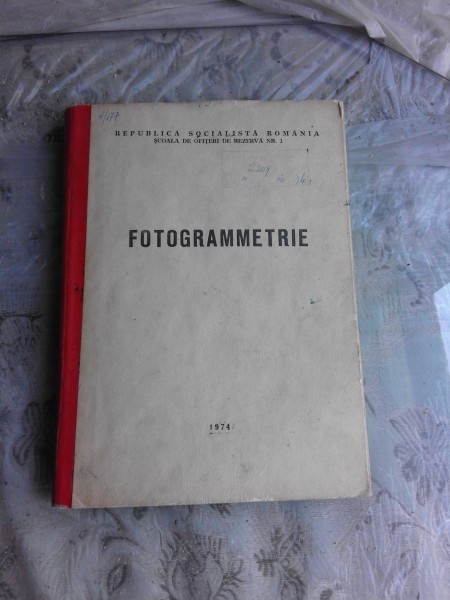 REPUBLICA SOCIALISTĂ ROMÂNIA
ȘCOALA DE OFIȚERI DE REZERVĂ NR. 1
FOTOGRAMMETRIE
1974